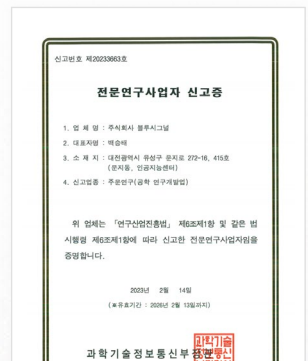 신고번호 제20233663호
전문연구사업자 신고증
1. 업 체 명 : 주식회사 블루시그널
2. 대표자명 : 백승태
3. 소 재 지 : 대전광역시 유성구 문지로 272-16, 415호
(문지동, 인공지능센터)
4. 신고업종 : 주문연구(공학 연구개발업)
위 업체는 「연구산업진흥법」 제6조제1항 및 같은 법
시행령 제6조제1항에 따라 신고한 전문연구사업자임을
증명합니다.
2023년 2월 14일
(※유효기간 : 2026년 2월 13일까지)
과학기술정보통신부장관
과학기술